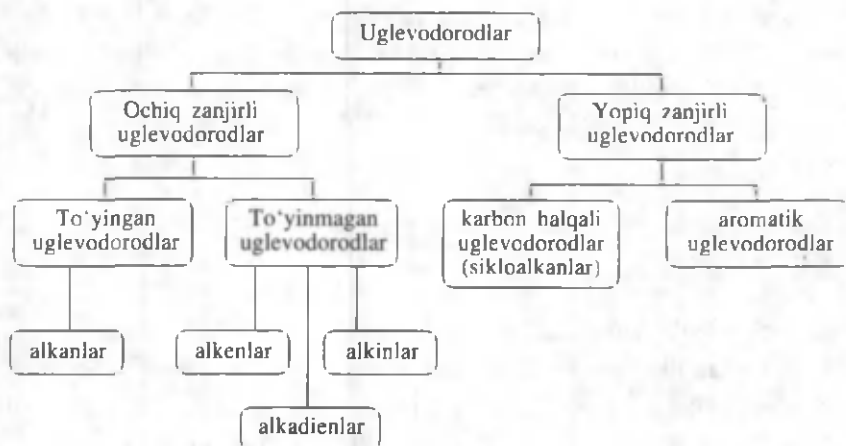 Uglevodorodlar
Ochiq zanjirli
uglevodorodlar
Yopiq zanjirli
uglevodorodlar
To‘yingan
uglevodorodlar
To‘yinmagan
uglevodorodlar
karbon halqali
uglevodorodlar
(sikloalkanlar)
aromatik
uglevodorodlar
alkanlar
alkenlar
alkinlar
alkadienlar